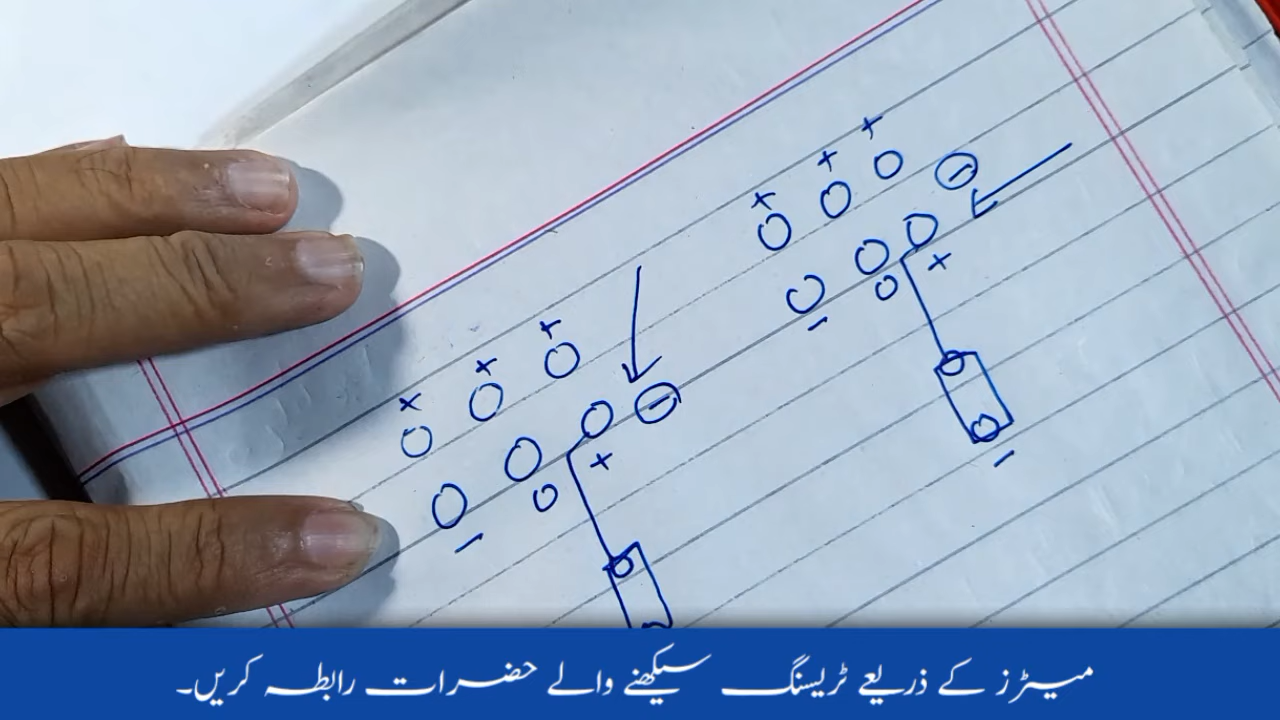 + + +
−
− o +
−
+ + +
−
− o +
میٹرز کے ذریعے ٹریسنگ سیکھنے والے حضرات رابطہ کریں۔